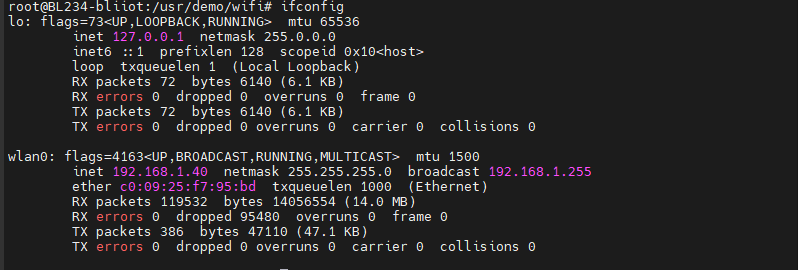 root@BL234-bliiot:/usr/demo/wifi# ifconfig
lo: flags=73<UP,LOOPBACK,RUNNING>  mtu 65536
        inet 127.0.0.1  netmask 255.0.0.0
        inet6 ::1  prefixlen 128  scopeid 0x10<host>
        loop  txqueuelen 1  (Local Loopback)
        RX packets 72  bytes 6140 (6.1 KB)
        RX errors 0  dropped 0  overruns 0  frame 0
        TX packets 72  bytes 6140 (6.1 KB)
        TX errors 0  dropped 0 overruns 0  carrier 0  collisions 0
wlan0: flags=4163<UP,BROADCAST,RUNNING,MULTICAST>  mtu 1500
        inet 192.168.1.40  netmask 255.255.255.0  broadcast 192.168.1.255
        ether c0:09:25:f7:95:bd  txqueuelen 1000  (Ethernet)
        RX packets 119532  bytes 14056554 (14.0 MB)
        RX errors 0  dropped 95480  overruns 0  frame 0
        TX packets 386  bytes 47110 (47.1 KB)
        TX errors 0  dropped 0 overruns 0  carrier 0  collisions 0